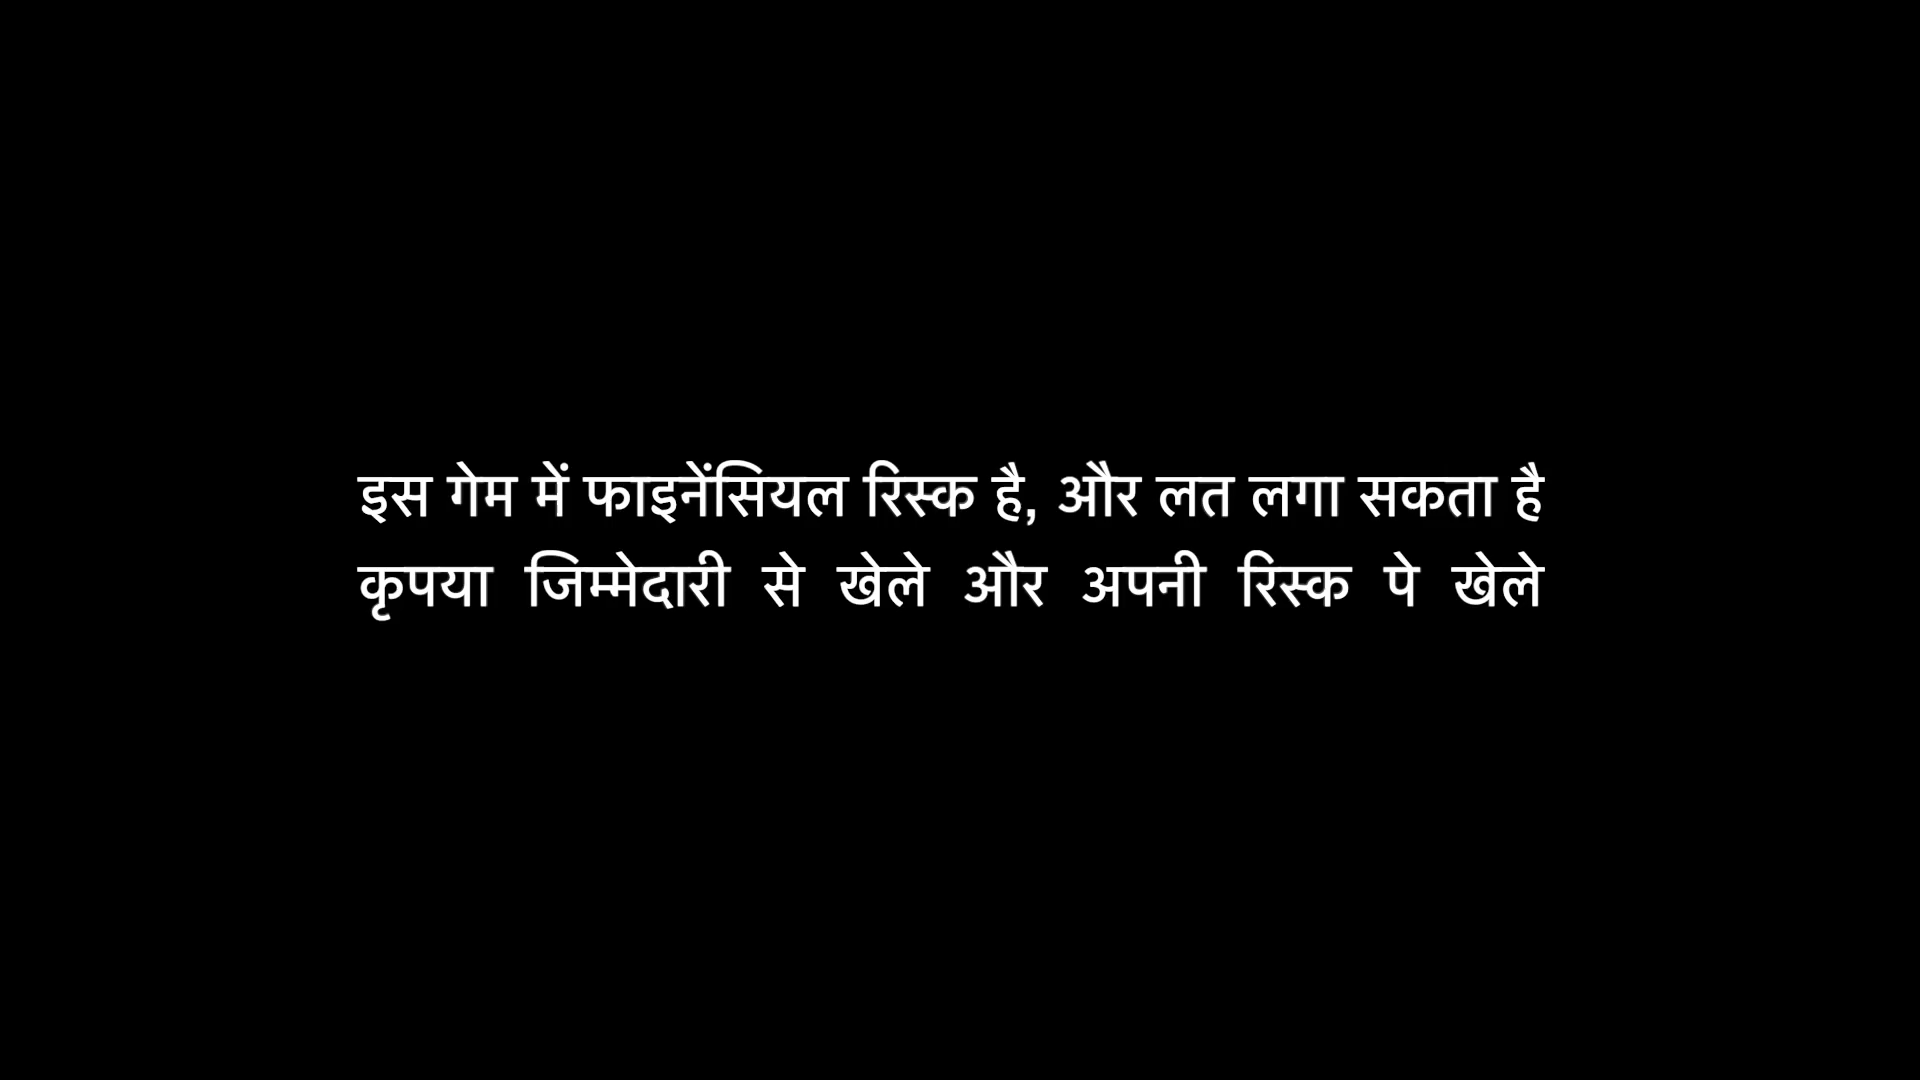 इस गेम में फाइनेंसियल रिस्क है, और लत लगा सकता है
कृपया जिम्मेदारी से खेले और अपनी रिस्क पे खेले